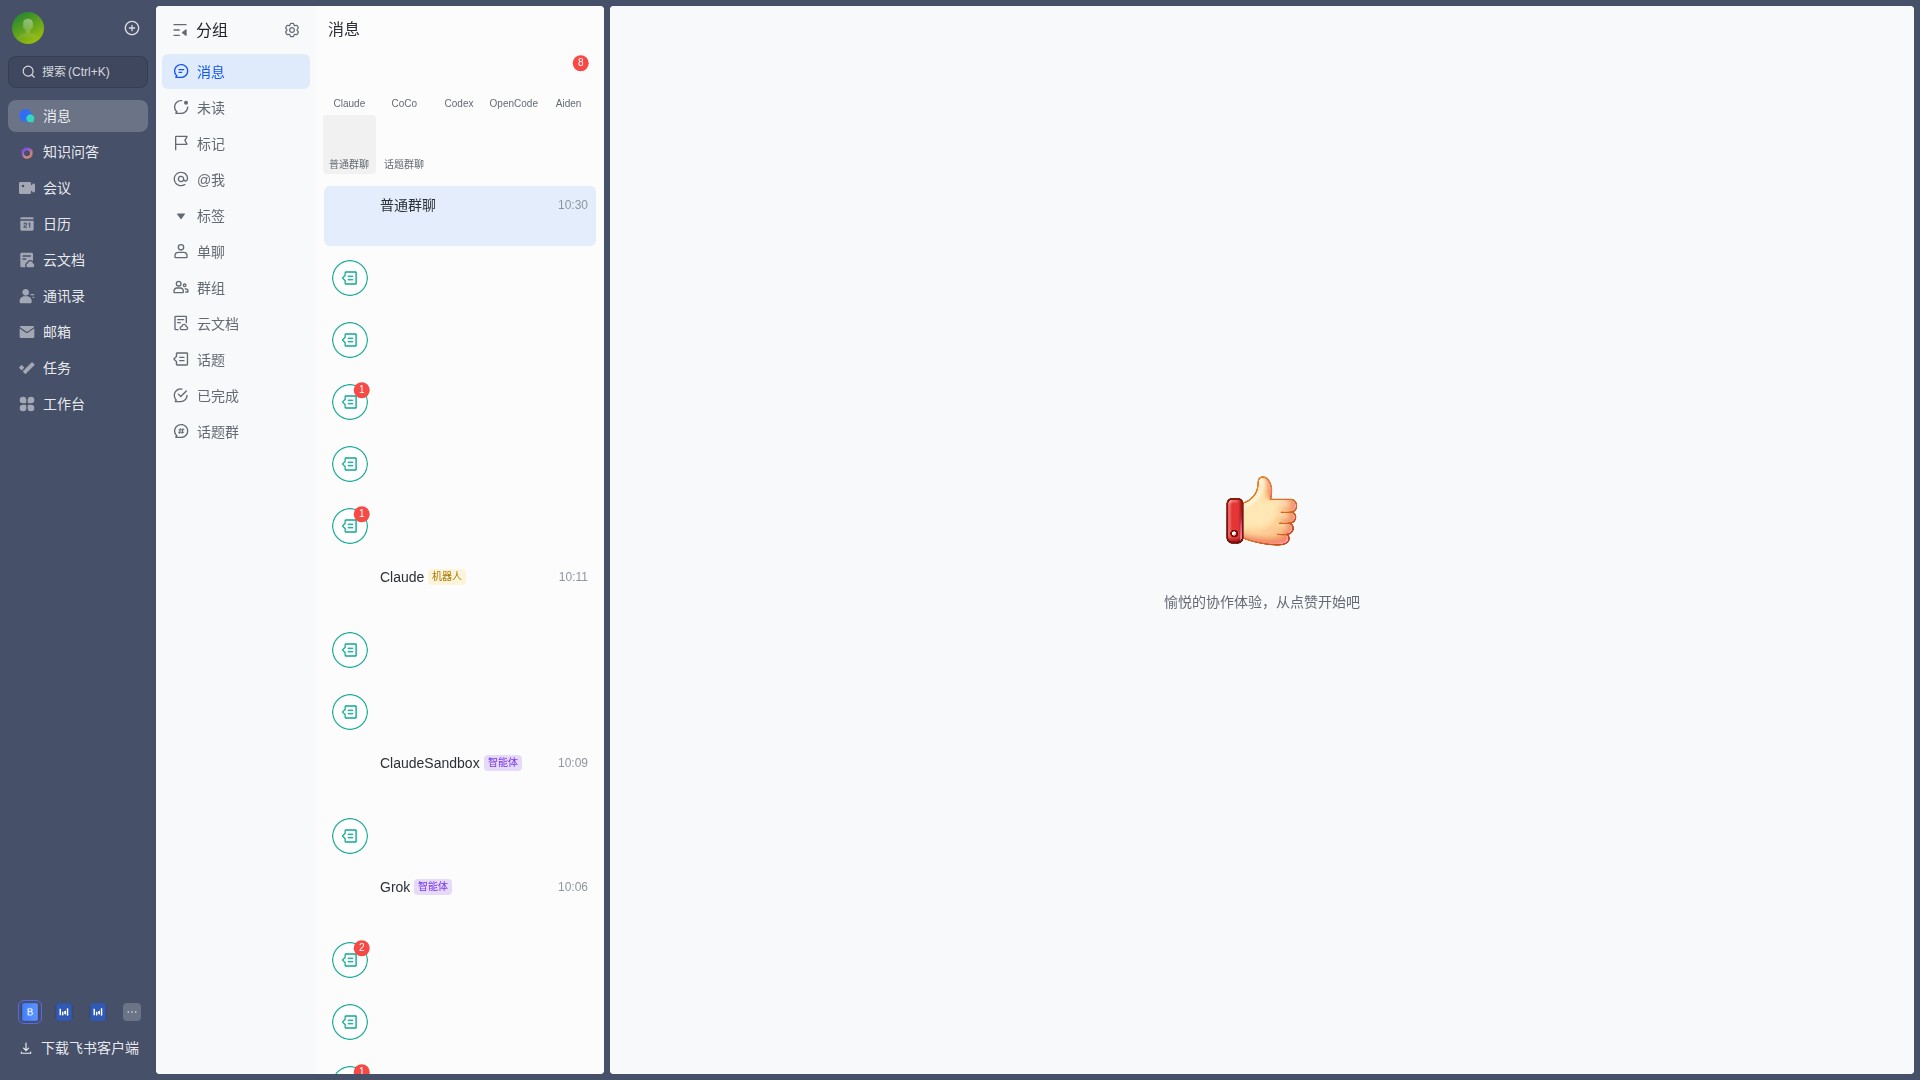 搜索 (Ctrl+K)
消息
知识问答
会议
日历
云文档
通讯录
邮箱
任务
工作台
B
下载飞书客户端
分组
消息
未读
标记
@我
标签
单聊
群组
云文档
话题
已完成
话题群
消息
8
Claude CoCo Codex OpenCode Aiden
普通群聊 话题群聊
普通群聊 10:30
1
1
Claude 机器人 10:11
ClaudeSandbox 智能体 10:09
Grok 智能体 10:06
2
1
愉悦的协作体验，从点赞开始吧